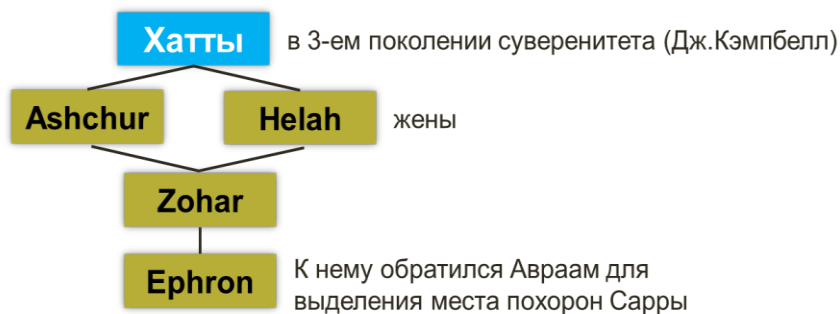 Хатты в 3-ем поколении суверенитета (Дж.Кэмпбелл)
Ashchur Helah жены
Zohar
Ephron К нему обратился Авраам для
выделения места похорон Сарры